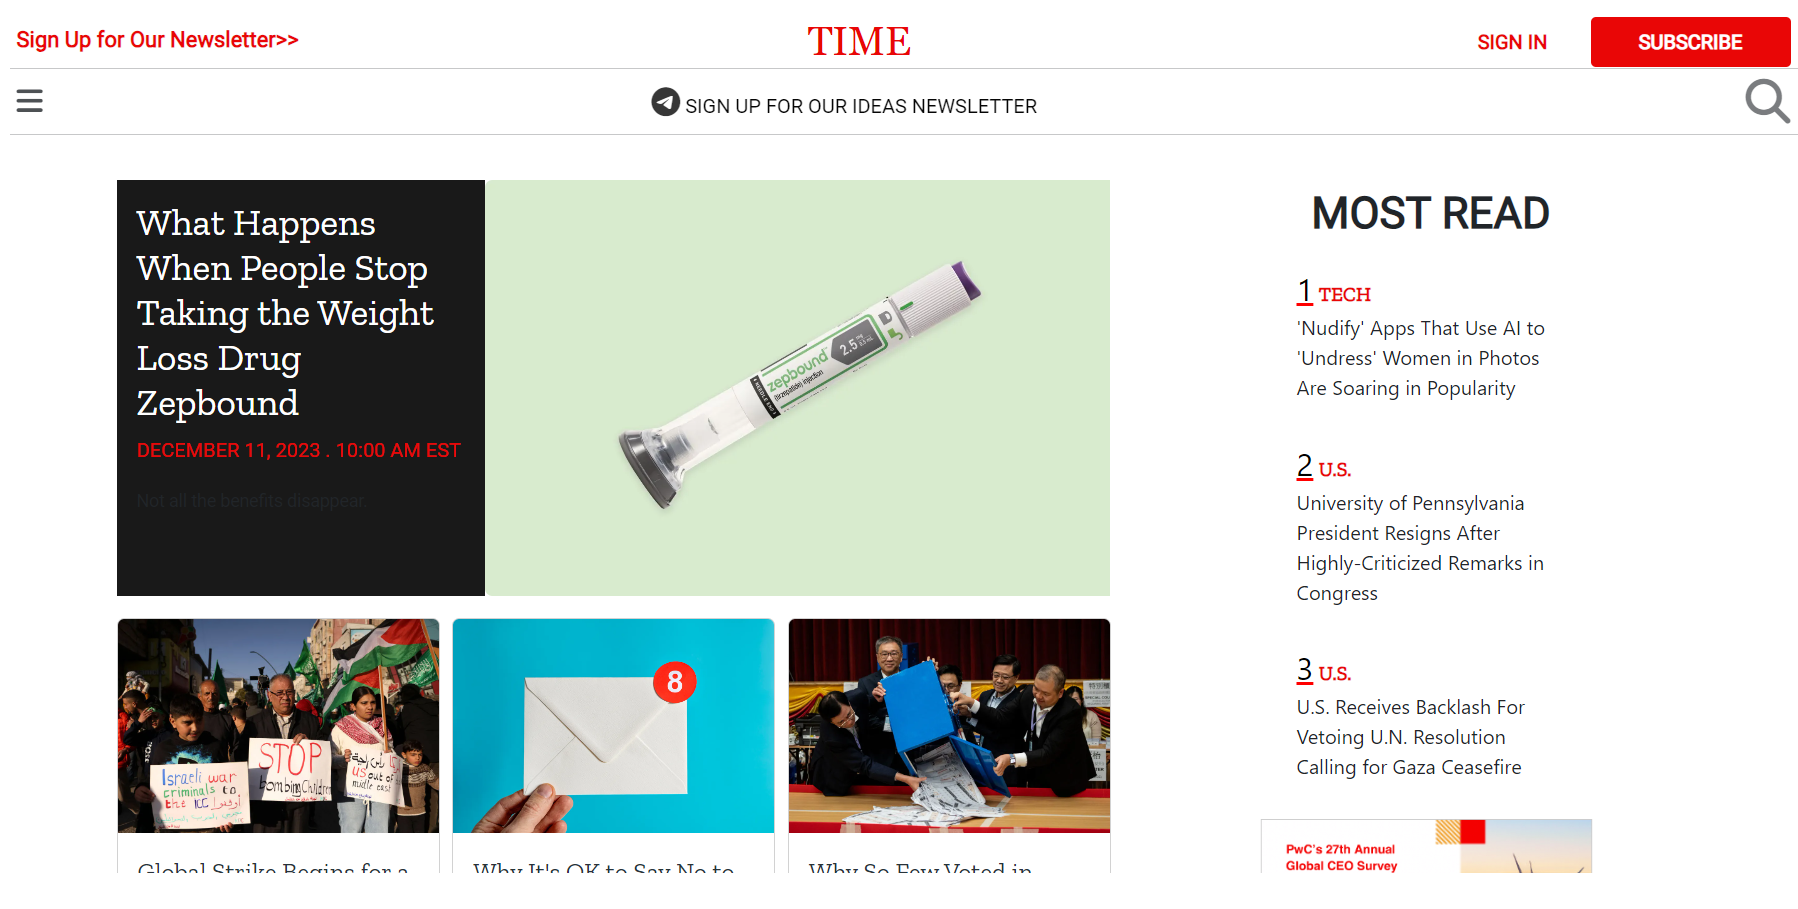 Sign Up for Our Newsletter>>
TIME
SIGN IN
SUBSCRIBE
SIGN UP FOR OUR IDEAS NEWSLETTER
What Happens
When People Stop
Taking the Weight
Loss Drug
Zepbound
DECEMBER 11, 2023 . 10:00 AM EST
Not all the benefits disappear.
zepbound
(tirzepatide) injection
2.5 mg
MOST READ
1 TECH
'Nudify' Apps That Use AI to
'Undress' Women in Photos
Are Soaring in Popularity
2 U.S.
University of Pennsylvania
President Resigns After
Highly-Criticized Remarks in
Congress
3 U.S.
U.S. Receives Backlash For
Vetoing U.N. Resolution
Calling for Gaza Ceasefire
Israeli war
criminals to
the ICC
STOP
bombing Children
US out of
middle east
8
Global Strike Begins for a
Why It's OK to Say No to
Why So Few Voted in
PwC's 27th Annual
Global CEO Survey